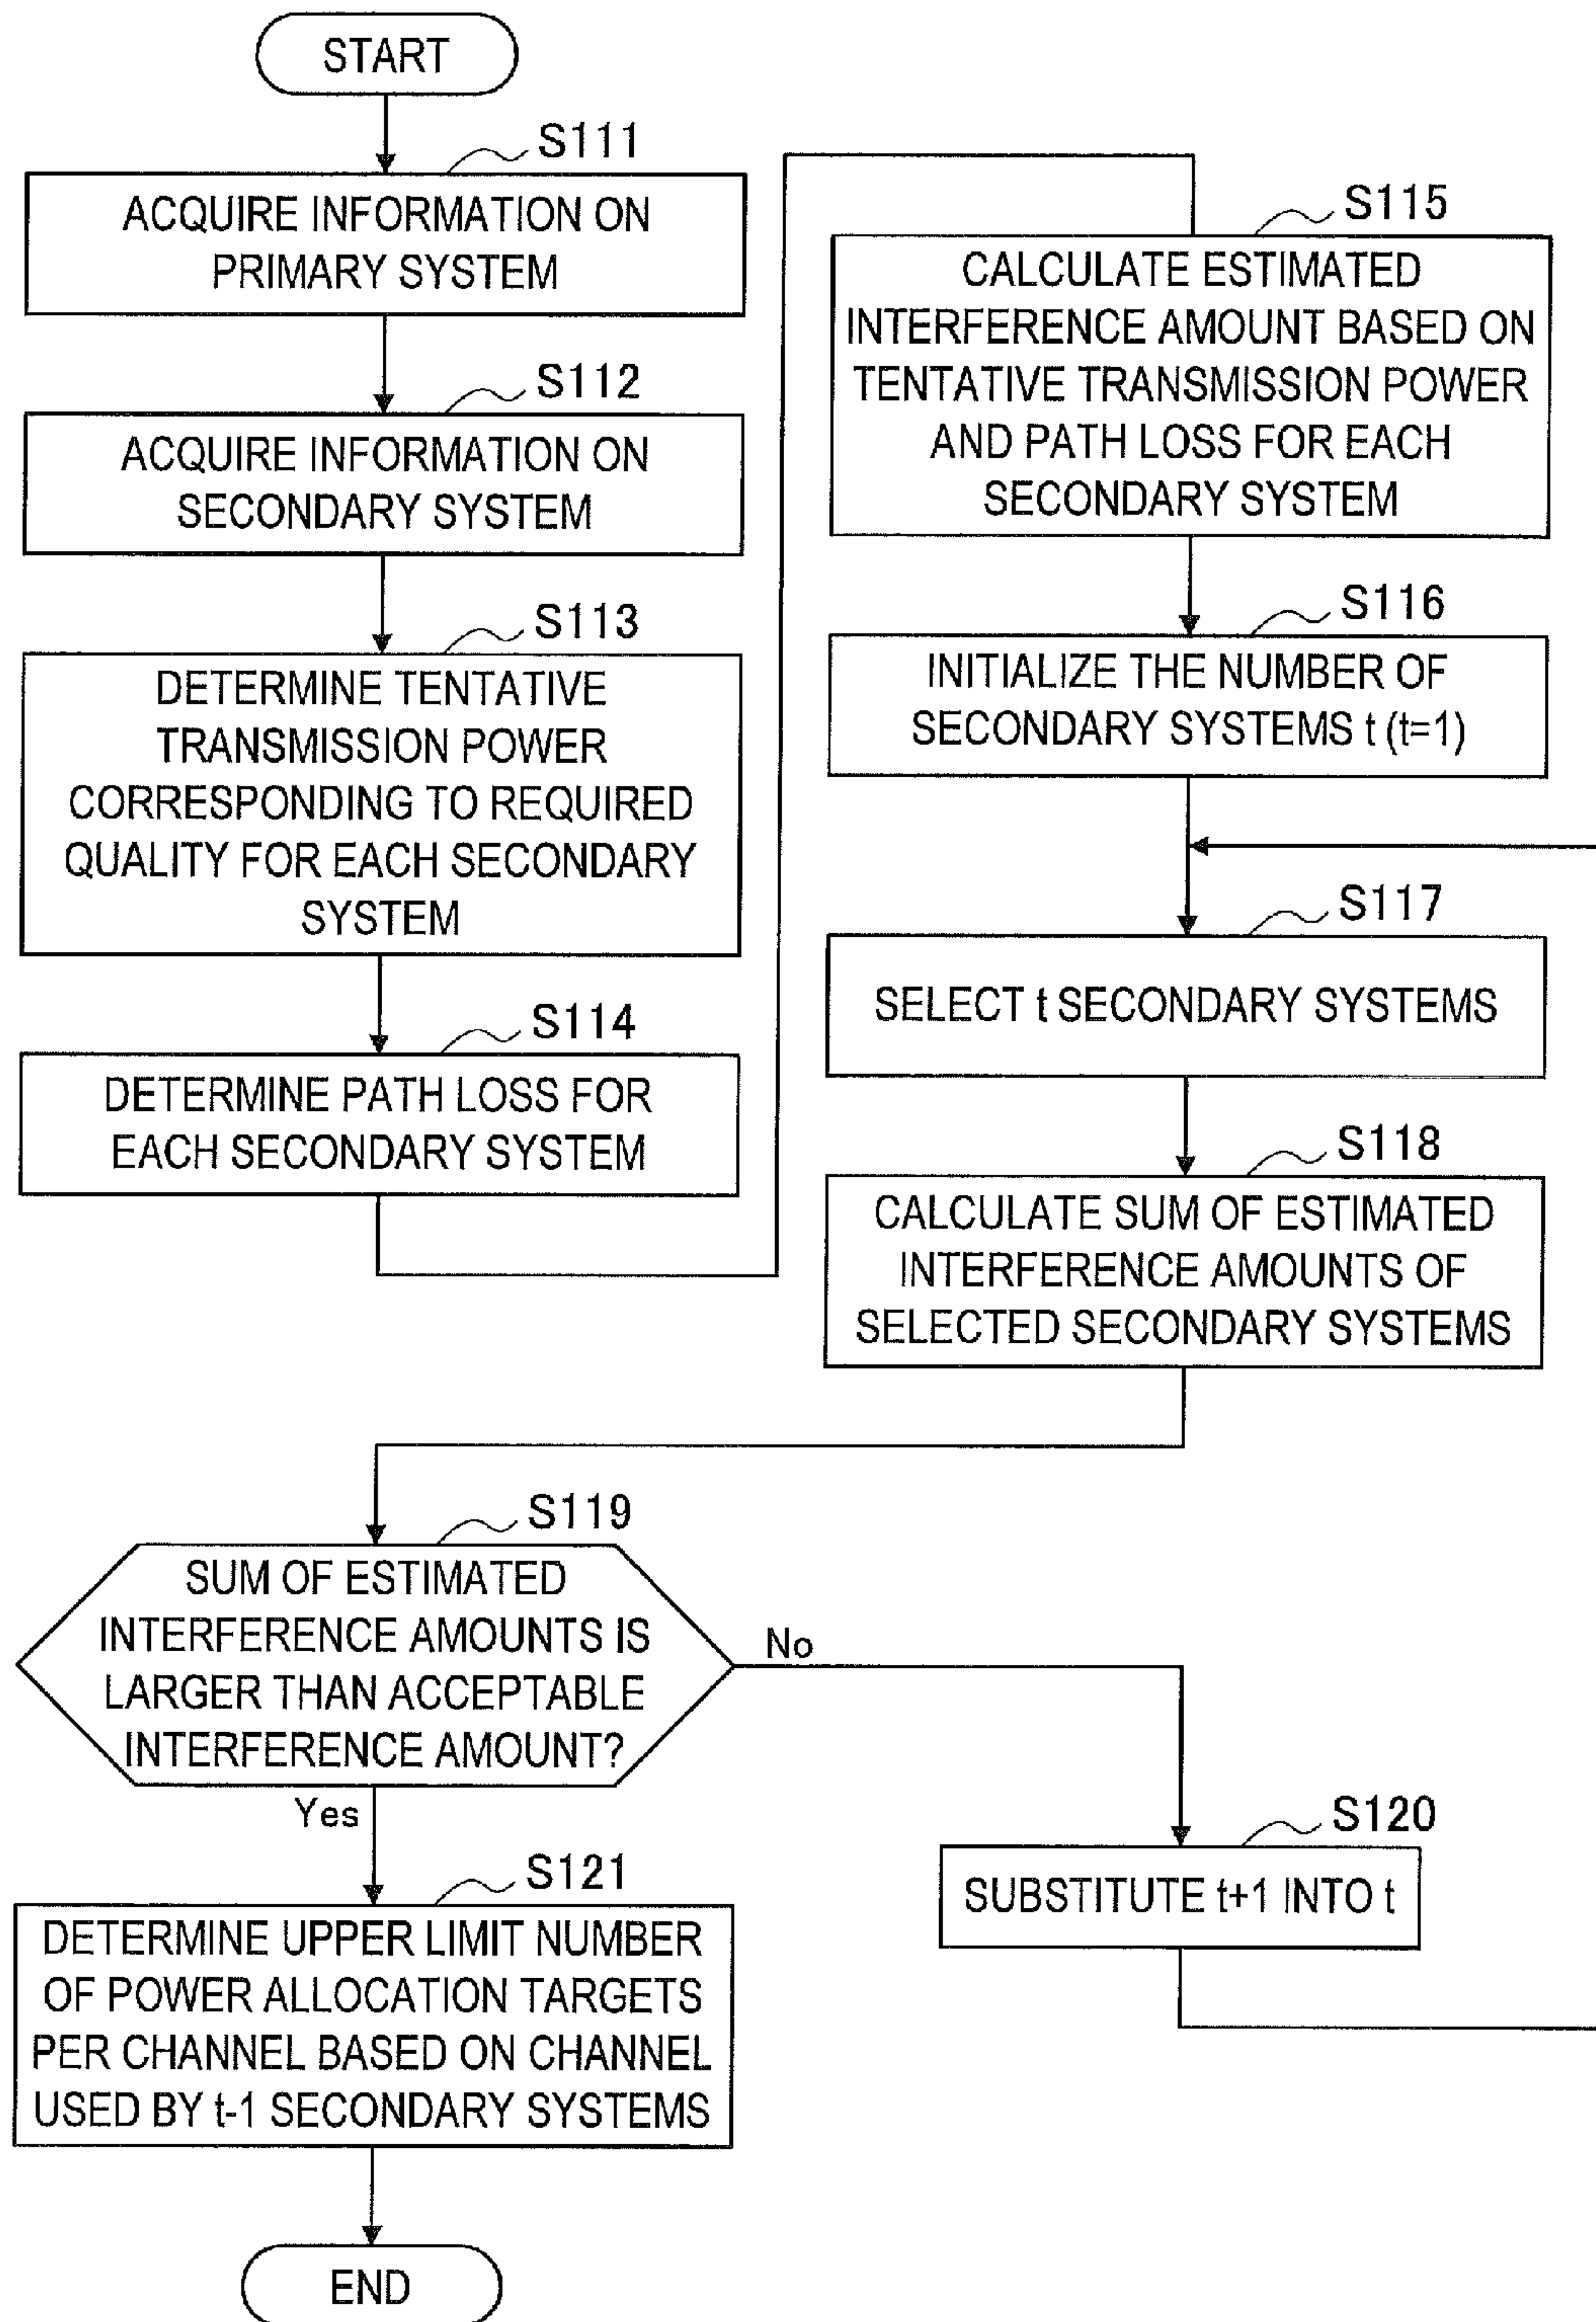 START
S111
ACQUIRE INFORMATION ON
PRIMARY SYSTEM
S112
ACQUIRE INFORMATION ON
SECONDARY SYSTEM
S113
DETERMINE TENTATIVE
TRANSMISSION POWER
CORRESPONDING TO REQUIRED
QUALITY FOR EACH SECONDARY
SYSTEM
S114
DETERMINE PATH LOSS FOR
EACH SECONDARY SYSTEM
S115
CALCULATE ESTIMATED
INTERFERENCE AMOUNT BASED ON
TENTATIVE TRANSMISSION POWER
AND PATH LOSS FOR EACH
SECONDARY SYSTEM
S116
INITIALIZE THE NUMBER OF
SECONDARY SYSTEMS t (t=1)
S117
SELECT t SECONDARY SYSTEMS
S118
CALCULATE SUM OF ESTIMATED
INTERFERENCE AMOUNTS OF
SELECTED SECONDARY SYSTEMS
S119
SUM OF ESTIMATED
INTERFERENCE AMOUNTS IS
LARGER THAN ACCEPTABLE
INTERFERENCE AMOUNT?
No
Yes
S120
SUBSTITUTE t+1 INTO t
S121
DETERMINE UPPER LIMIT NUMBER
OF POWER ALLOCATION TARGETS
PER CHANNEL BASED ON CHANNEL
USED BY t-1 SECONDARY SYSTEMS
END